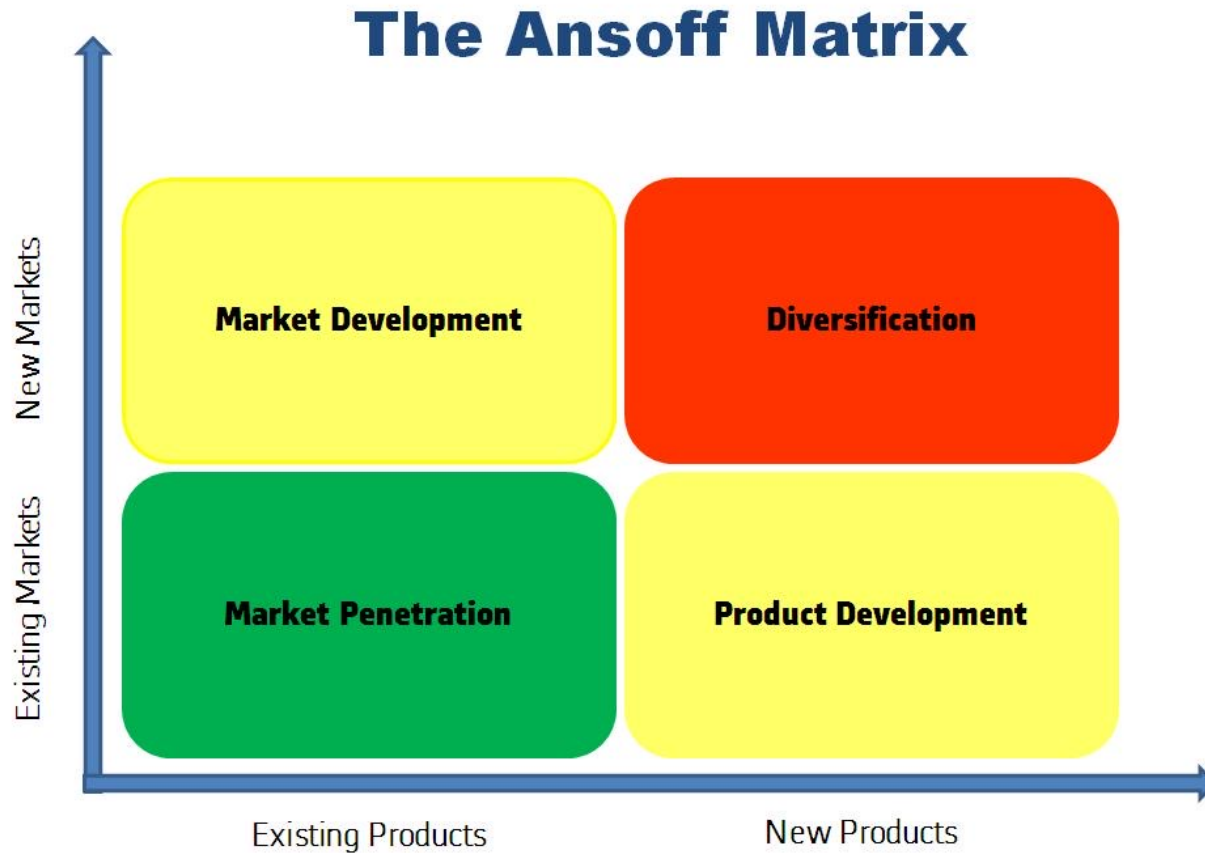 The Ansoff Matrix
New Markets
Market Development
Diversification
Existing Markets
Market Penetration
Product Development
Existing Products
New Products